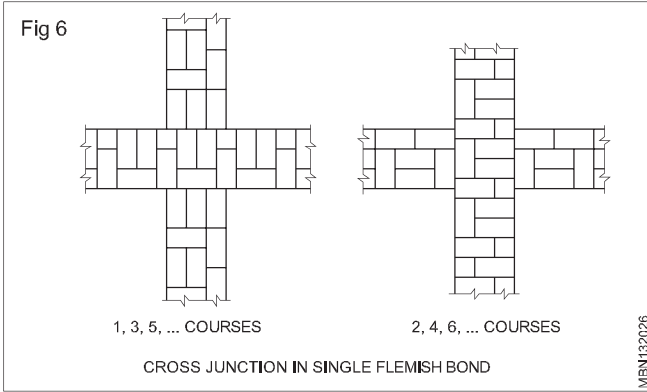 Fig 6
1, 3, 5, ... COURSES
2, 4, 6, ... COURSES
CROSS JUNCTION IN SINGLE FLEMISH BOND
MBN132026